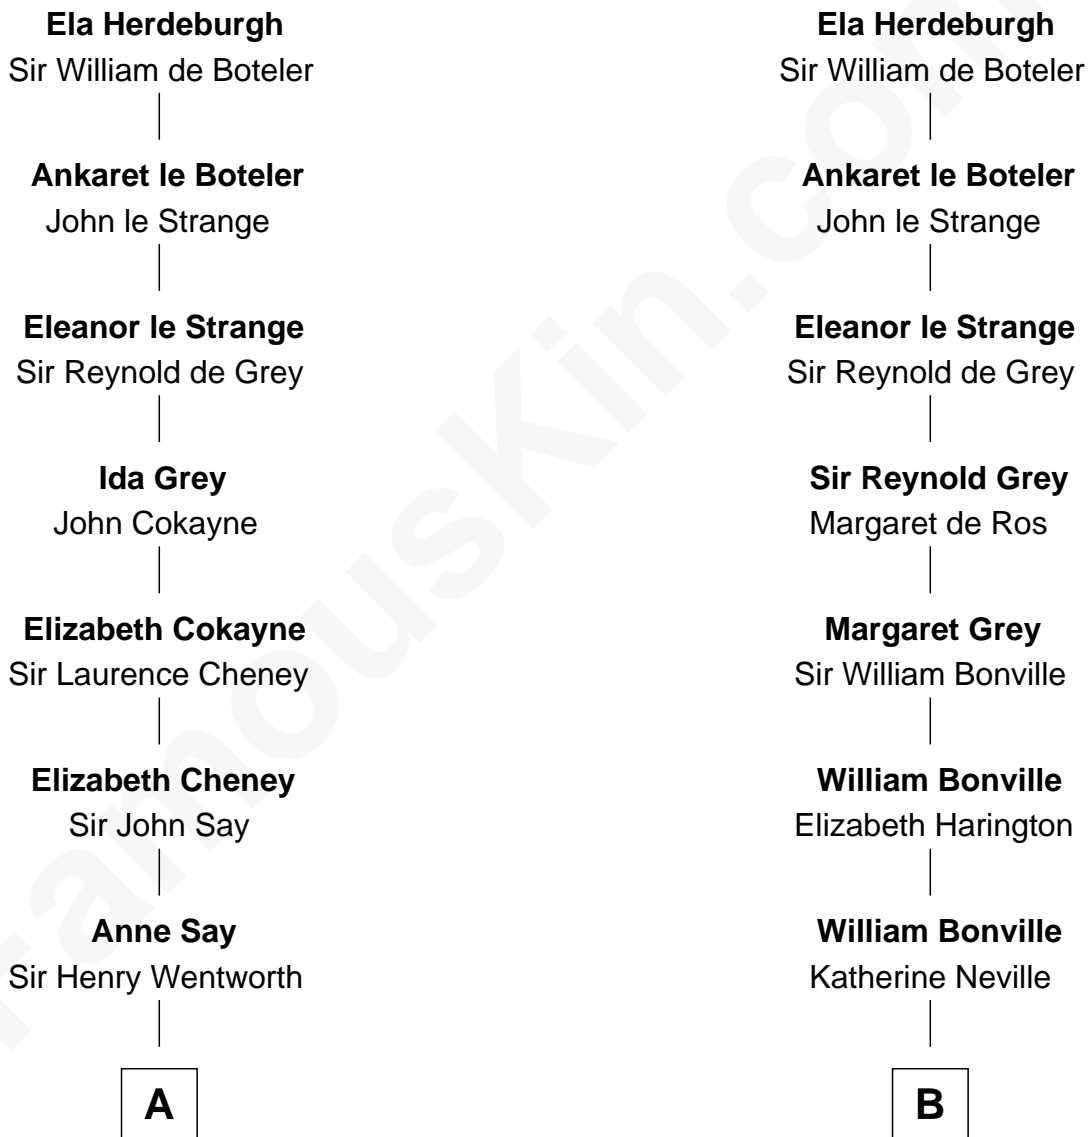 Ela Herdeburgh
Sir William de Boteler
Ankaret le Boteler
John le Strange
Eleanor le Strange
Sir Reynold de Grey
Ida Grey
John Cokayne
Elizabeth Cokayne
Sir Laurence Cheney
Elizabeth Cheney
Sir John Say
Anne Say
Sir Henry Wentworth
A
Ela Herdeburgh
Sir William de Boteler
Ankaret le Boteler
John le Strange
Eleanor le Strange
Sir Reynold de Grey
Sir Reynold Grey
Margaret de Ros
Margaret Grey
Sir William Bonville
William Bonville
Elizabeth Harington
William Bonville
Katherine Neville
B
FamousKin.com